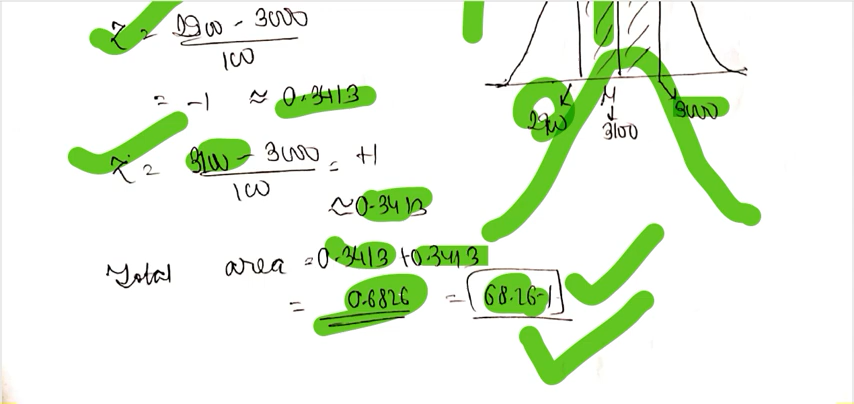 Z = 2900 - 3000
100
= -1 ≈ 0.3413
Z = 3100 - 3000 = +1
100
≈ 0.3413
2900
M
3100
3000
Total area = 0.3413 + 0.3413
= 0.6826 = 68.26%